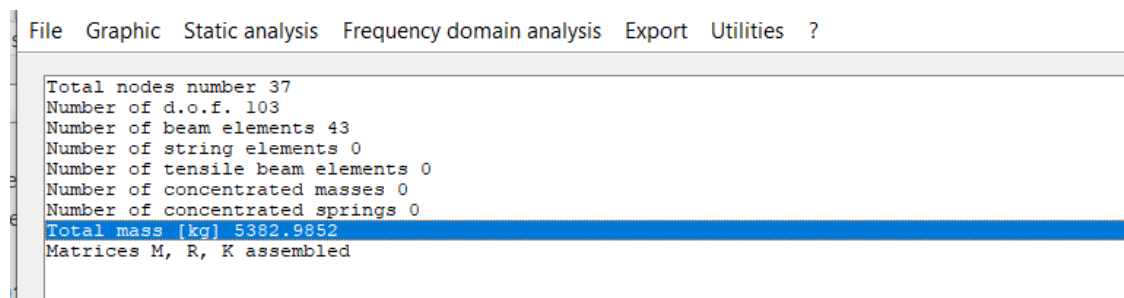 File Graphic Static analysis Frequency domain analysis Export Utilities ?
Total nodes number 37
Number of d.o.f. 103
Number of beam elements 43
Number of string elements 0
Number of tensile beam elements 0
Number of concentrated masses 0
Number of concentrated springs 0
Total mass [kg] 5382.9852
Matrices M, R, K assembled